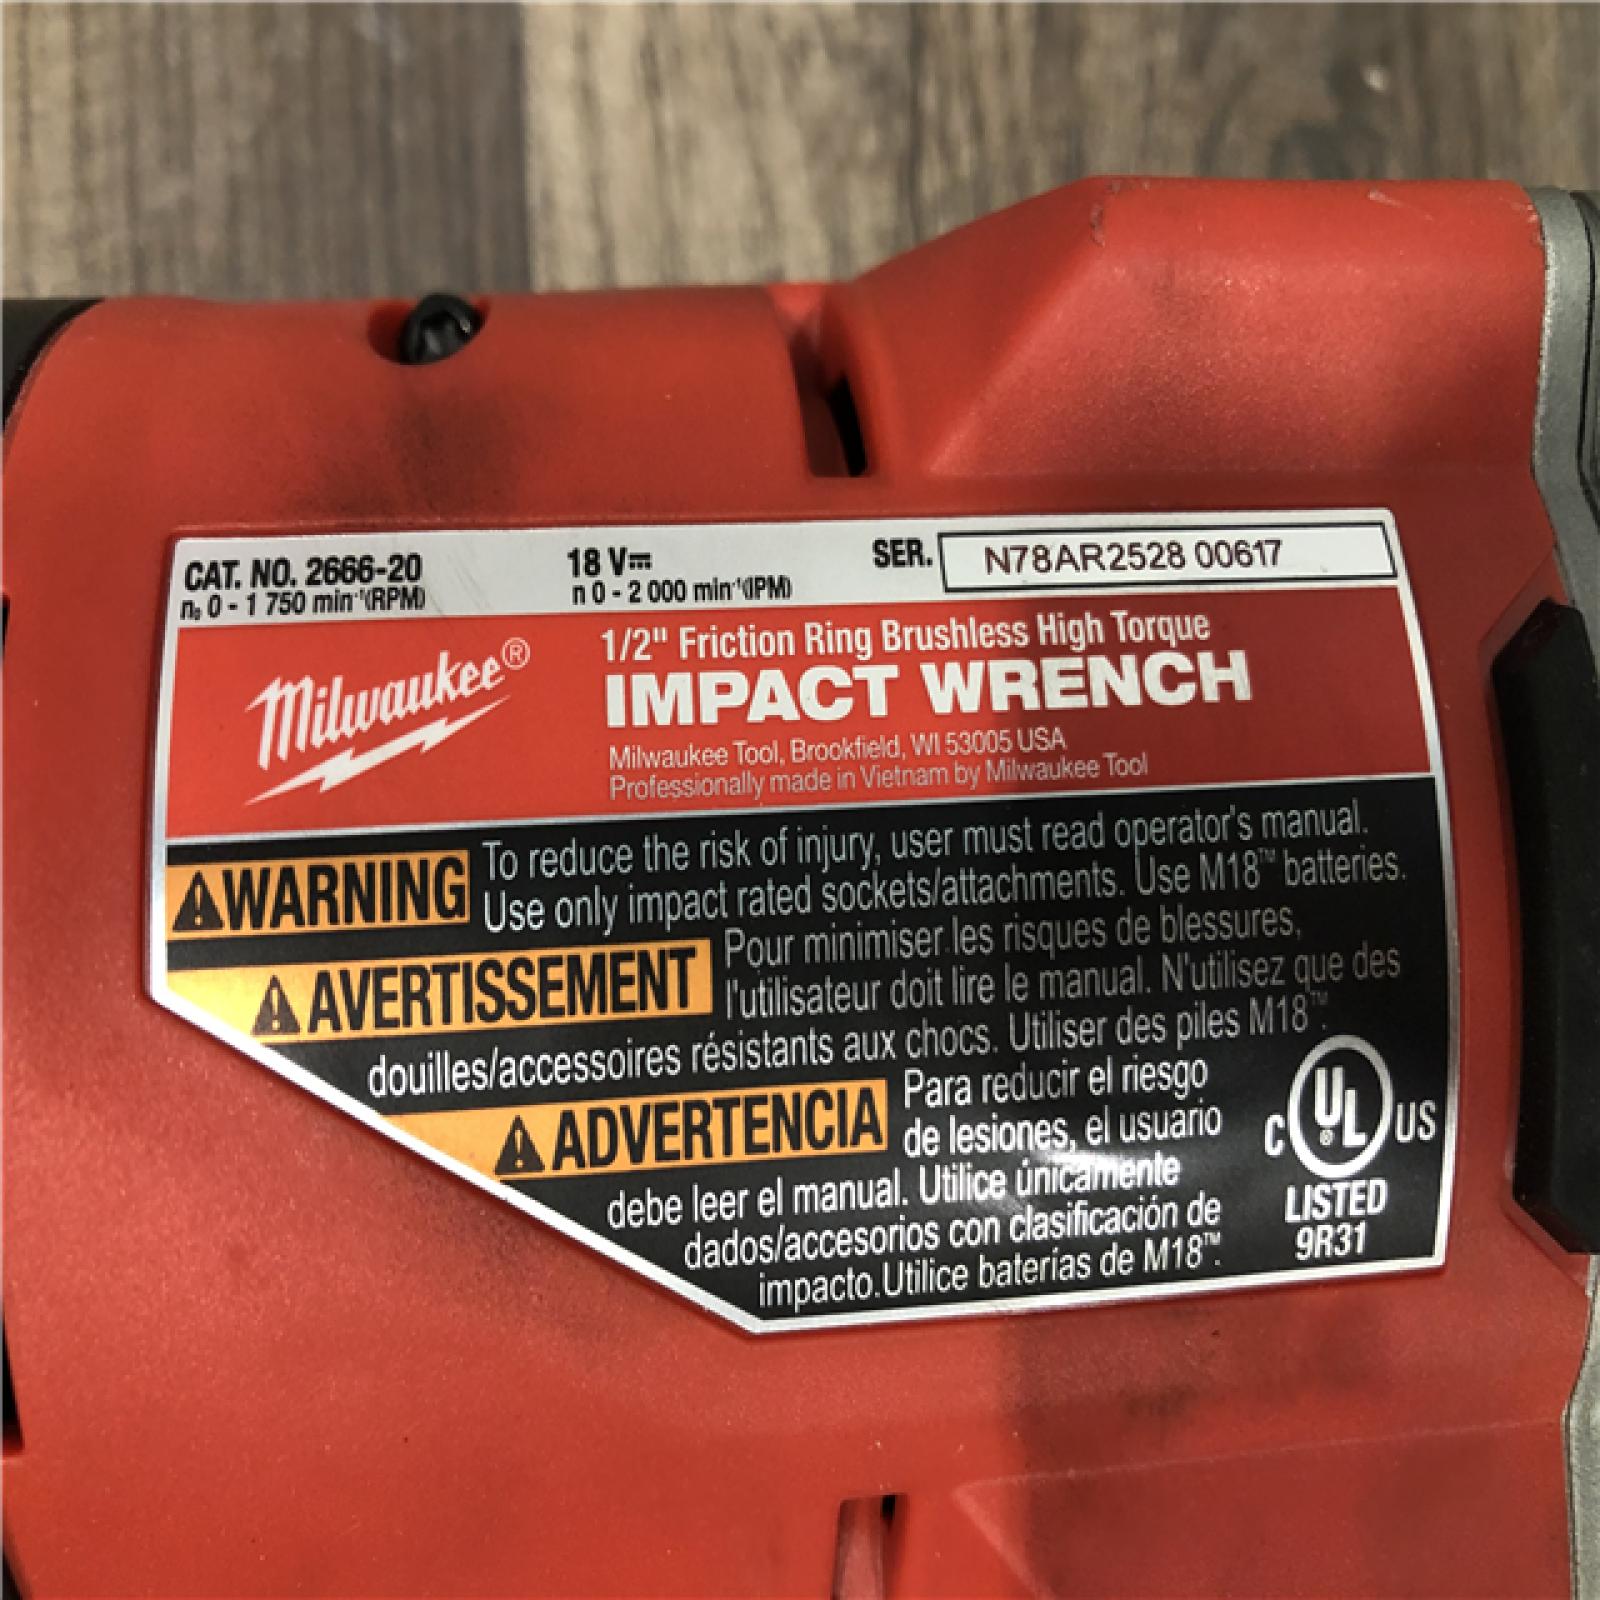 CAT. NO. 2666-20
n₀ 0 - 1 750 min⁻¹(RPM)
18 V⎓
n 0 - 2 000 min⁻¹(IPM)
SER. N78AR2528 00617
Milwaukee®
1/2" Friction Ring Brushless High Torque
IMPACT WRENCH
Milwaukee Tool, Brookfield, WI 53005 USA
Professionally made in Vietnam by Milwaukee Tool
⚠WARNING To reduce the risk of injury, user must read operator's manual.
Use only impact rated sockets/attachments. Use M18™ batteries.
⚠AVERTISSEMENT Pour minimiser les risques de blessures,
l'utilisateur doit lire le manual. N'utilisez que des
douilles/accessoires résistants aux chocs. Utiliser des piles M18™.
⚠ADVERTENCIA Para reducir el riesgo
de lesiones, el usuario
debe leer el manual. Utilice únicamente
dados/accesorios con clasificación de
impacto.Utilice baterías de M18™.
C UL® US
LISTED
9R31